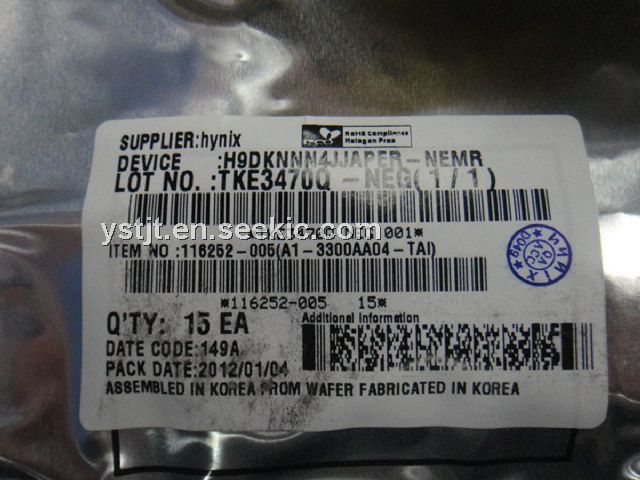 SUPPLIER:hynix
RoHS Compliance
Halogen Free
DEVICE :H9DKNNN4JJAPER-NEMR
LOT NO. :TKE3470Q -NEG(1/1)
ystjt.seekic.com
001*
ITEM NO :116252-005(A1-3300AA04-TAI)
QA
*116252-005 15*
Q'TY: 15 EA
Additional Information
DATE CODE:149A
PACK DATE:2012/01/04
ASSEMBLED IN KOREA FROM WAFER FABRICATED IN KOREA